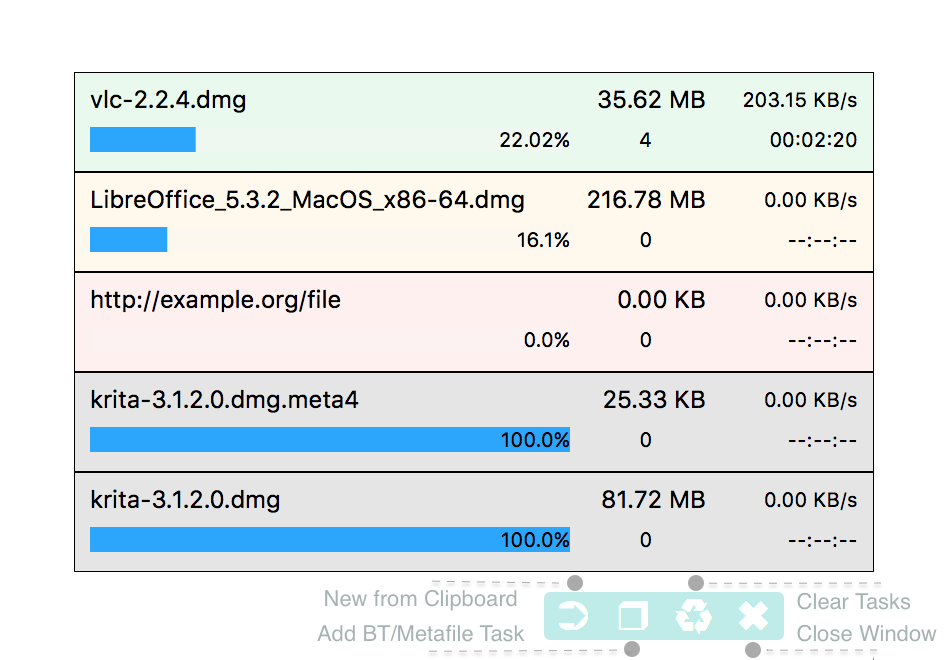 vlc-2.2.4.dmg 35.62 MB 203.15 KB/s
22.02% 4 00:02:20
LibreOffice_5.3.2_MacOS_x86-64.dmg 216.78 MB 0.00 KB/s
16.1% 0 --:--:--
http://example.org/file 0.00 KB 0.00 KB/s
0.0% 0 --:--:--
krita-3.1.2.0.dmg.meta4 25.33 KB 0.00 KB/s
100.0% 0 --:--:--
krita-3.1.2.0.dmg 81.72 MB 0.00 KB/s
100.0% 0 --:--:--
New from Clipboard Clear Tasks
Add BT/Metafile Task Close Window